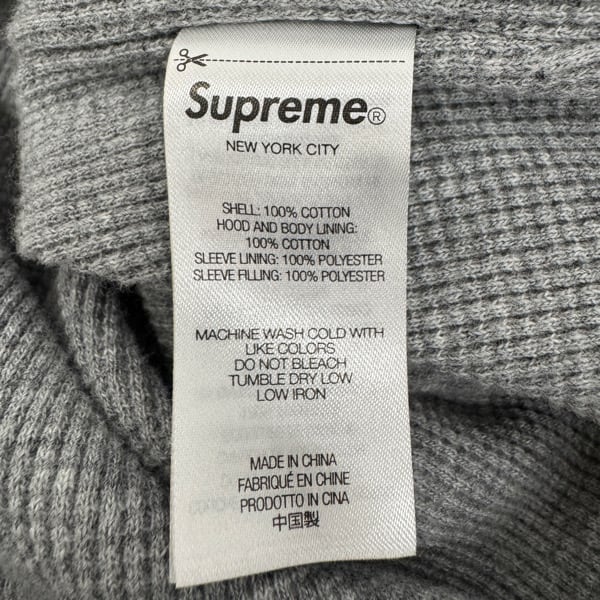 Supreme®
NEW YORK CITY
SHELL: 100% COTTON
HOOD AND BODY LINING:
100% COTTON
SLEEVE LINING: 100% POLYESTER
SLEEVE FILLING: 100% POLYESTER
MACHINE WASH COLD WITH
LIKE COLORS
DO NOT BLEACH
TUMBLE DRY LOW
LOW IRON
MADE IN CHINA
FABRIQUÉ EN CHINE
PRODOTTO IN CINA
中国製